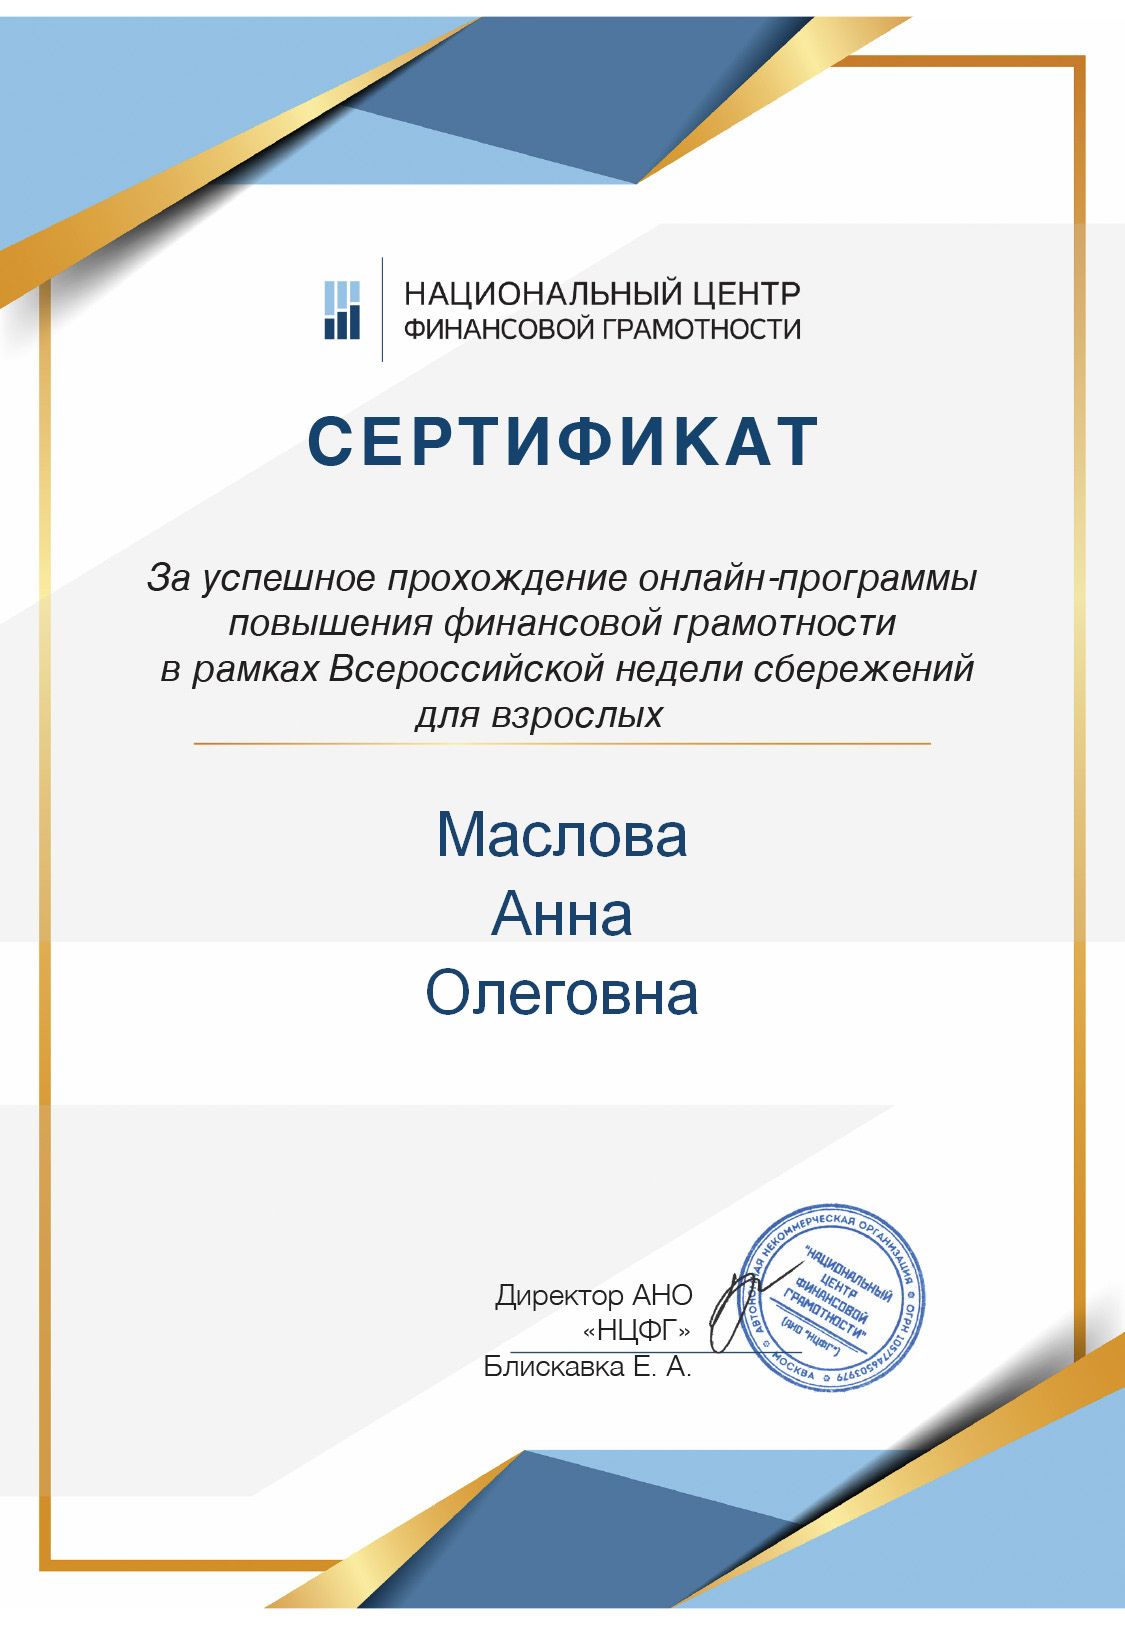 НАЦИОНАЛЬНЫЙ ЦЕНТР
ФИНАНСОВОЙ ГРАМОТНОСТИ
СЕРТИФИКАТ
За успешное прохождение онлайн-программы
повышения финансовой грамотности
в рамках Всероссийской недели сбережений
для взрослых
Маслова
Анна
Олеговна
Директор АНО
«НЦФГ»
Блискавка Е. А.
АВТОНОМНАЯ НЕКОММЕРЧЕСКАЯ ОРГАНИЗАЦИЯ
ОГРН 1057746503979
МОСКВА
"НАЦИОНАЛЬНЫЙ
ЦЕНТР
ФИНАНСОВОЙ
ГРАМОТНОСТИ"
(АНО "НЦФГ")